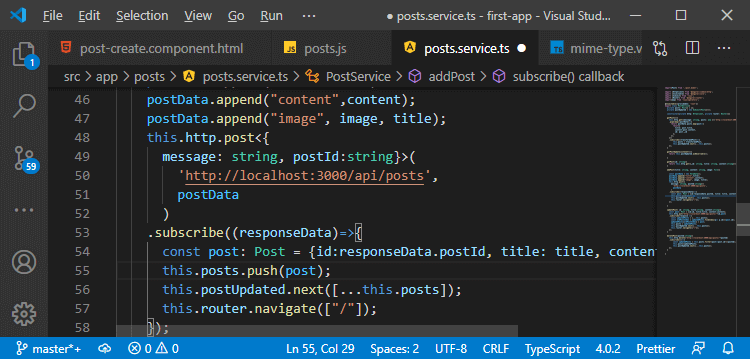 File Edit Selection View Go Run ··· ● posts.service.ts - first-app - Visual Stud...
post-create.component.html JS posts.js TS posts.service.ts ● TS mime-type.v ···
src > app > posts > TS posts.service.ts > PostService > addPost > subscribe() callback
46 postData.append("content",content);
47 postData.append("image", image, title);
48 this.http.post<{
49 message: string, postId:string}>(
50 'http://localhost:3000/api/posts',
51 postData
52 )
53 .subscribe((responseData)=>{
54 const post: Post = {id:responseData.postId, title: title, conten
55 this.posts.push(post);
56 this.postUpdated.next([...this.posts]);
57 this.router.navigate(["/"]);
58 });
1
59
master*+ 0 0 Ln 55, Col 29 Spaces: 2 UTF-8 CRLF TypeScript 4.0.2 Prettier